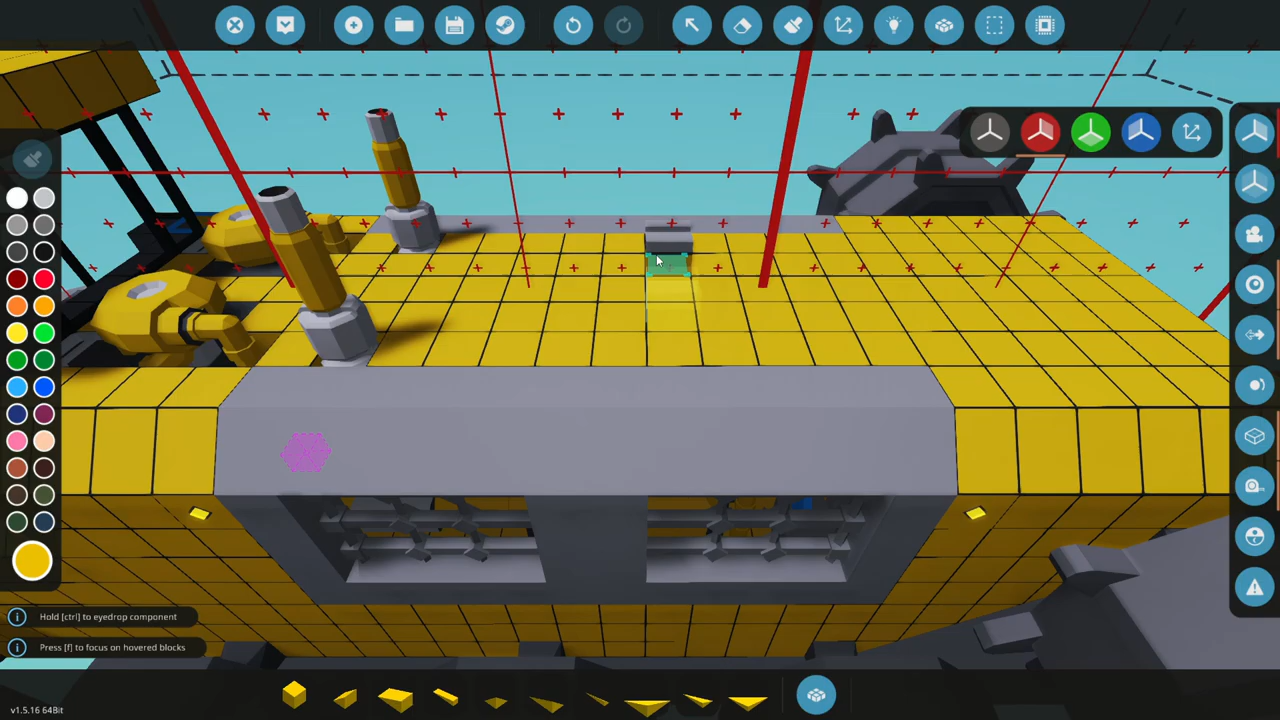 Hold [ctrl] to eyedrop component
Press [f] to focus on hovered blocks
v1.5.16 64Bit